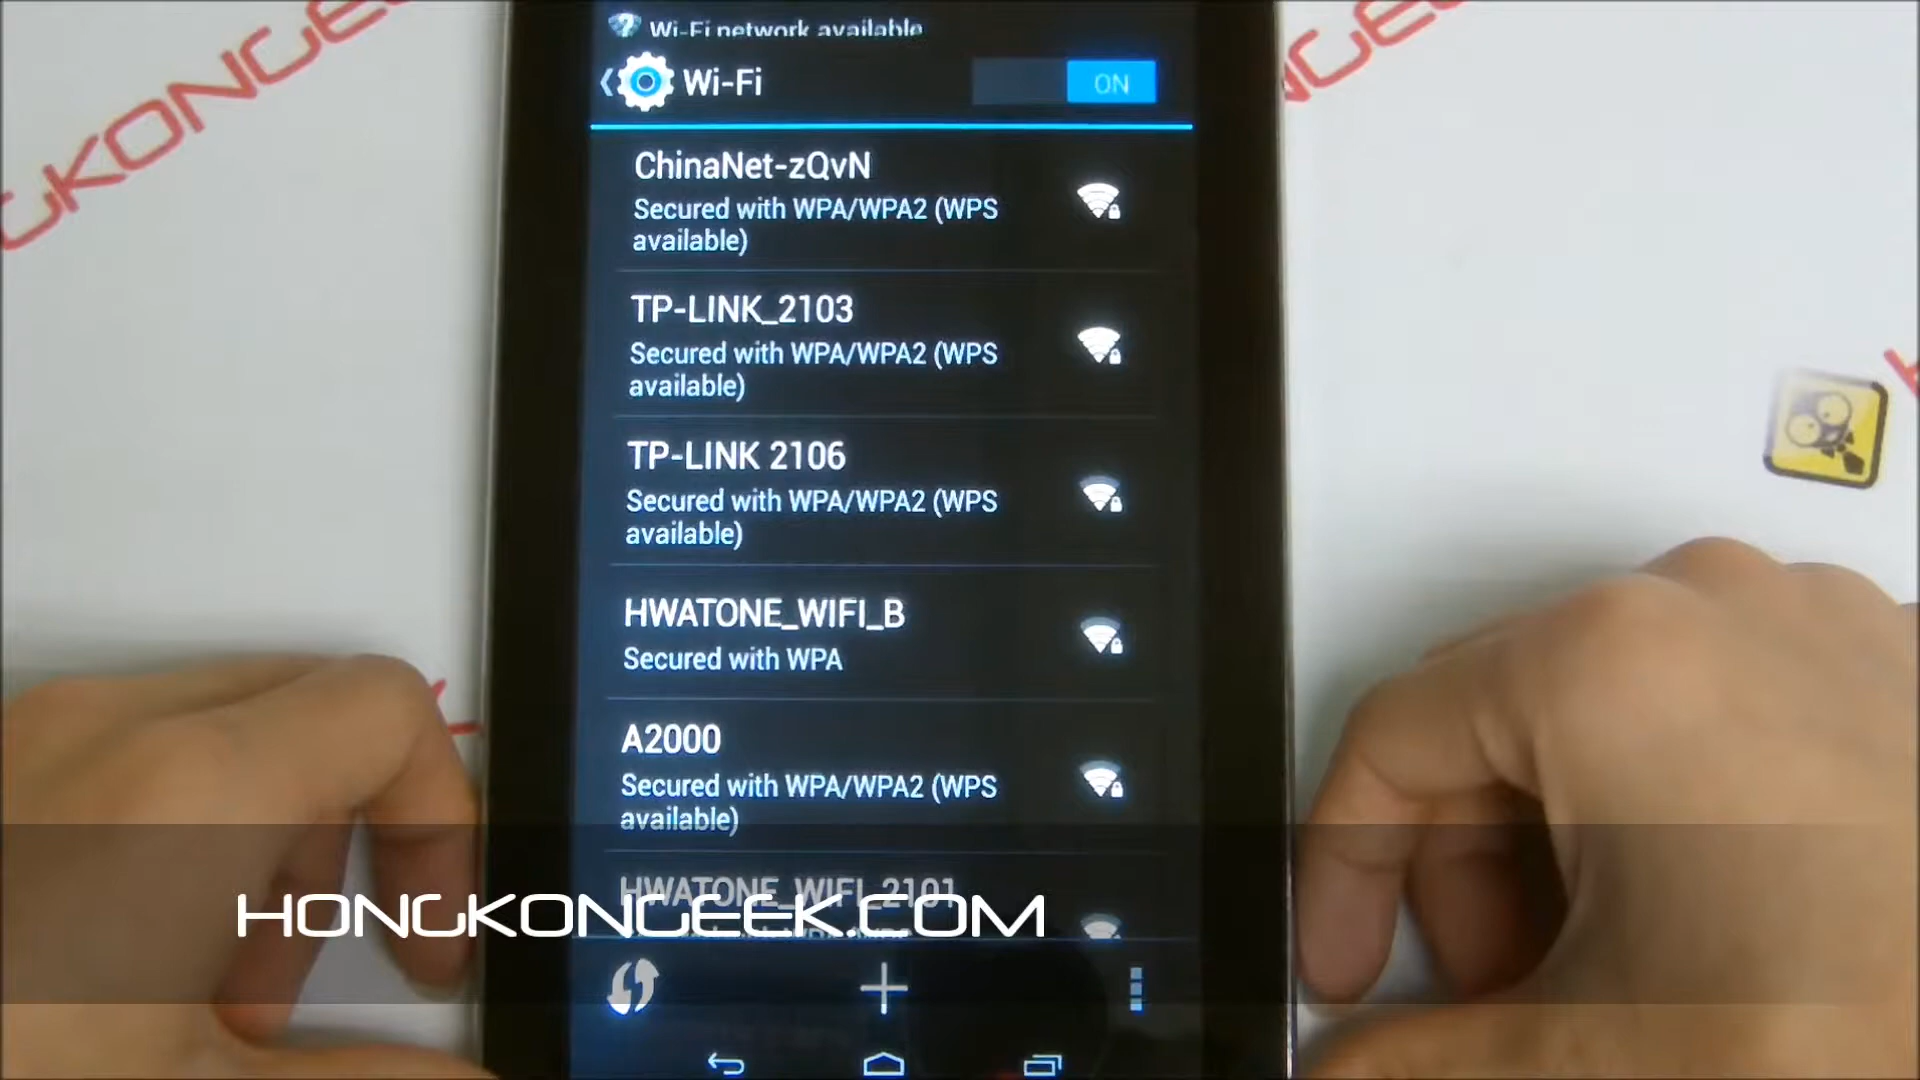 Wi-Fi network available
Wi-Fi
ON
ChinaNet-zQvN
Secured with WPA/WPA2 (WPS
available)
TP-LINK_2103
Secured with WPA/WPA2 (WPS
available)
TP-LINK 2106
Secured with WPA/WPA2 (WPS
available)
HWATONE_WIFI_B
Secured with WPA
A2000
Secured with WPA/WPA2 (WPS
available)
HWATONE_WIFI_2101
HONGKONGEEK.COM